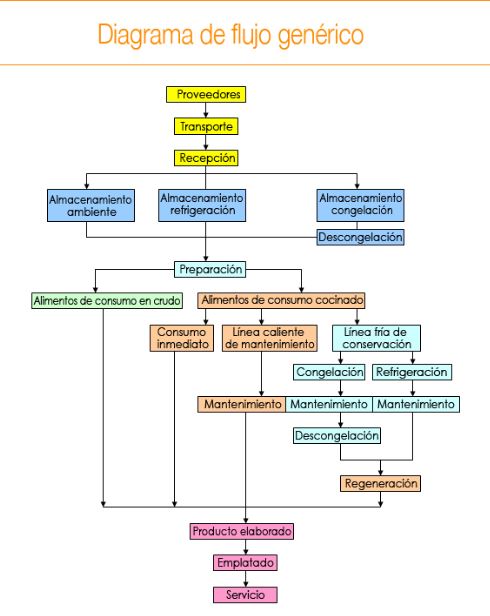 Diagrama de flujo genérico
Proveedores
Transporte
Recepción
Almacenamiento
ambiente
Almacenamiento
refrigeración
Almacenamiento
congelación
Descongelación
Preparación
Alimentos de consumo en crudo
Alimentos de consumo cocinado
Consumo
inmediato
Línea caliente
de mantenimiento
Línea fría de
conservación
Congelación
Refrigeración
Mantenimiento
Mantenimiento
Mantenimiento
Descongelación
Regeneración
Producto elaborado
Emplatado
Servicio